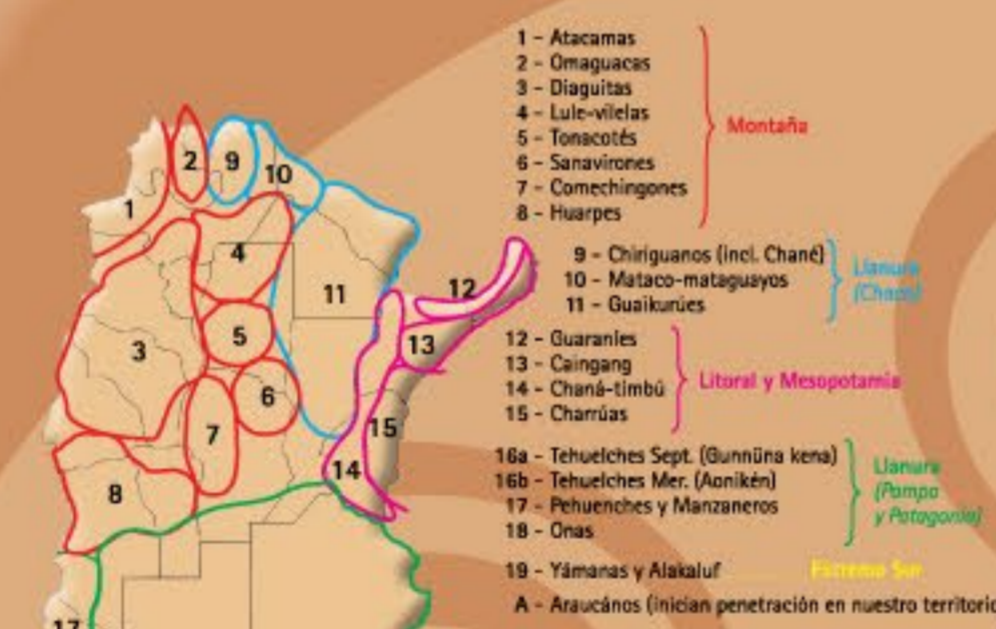 1 - Atacamas
2 - Omaguacas
3 - Diaguitas
4 - Lule-vilelas
5 - Tonacotés
6 - Sanavirones
7 - Comechingones
8 - Huarpes
Montaña
9 - Chiriguanos (incl. Chané)
10 - Mataco-mataguayos
11 - Guaikurúes
Llanura
(Chaco)
12 - Guaraníes
13 - Caingang
14 - Chaná-timbú
15 - Charrúas
Litoral y Mesopotamia
16a - Tehuelches Sept. (Gunnüna kena)
16b - Tehuelches Mer. (Aonikén)
17 - Pehuenches y Manzaneros
18 - Onas
Llanura
(Pampa
y Patagonia)
19 - Yámanas y Alakaluf
Extremo Sur
A - Araucános (inician penetración en nuestro territorio
1
2
9
10
4
11
12
3
5
13
6
7
15
14
8
17